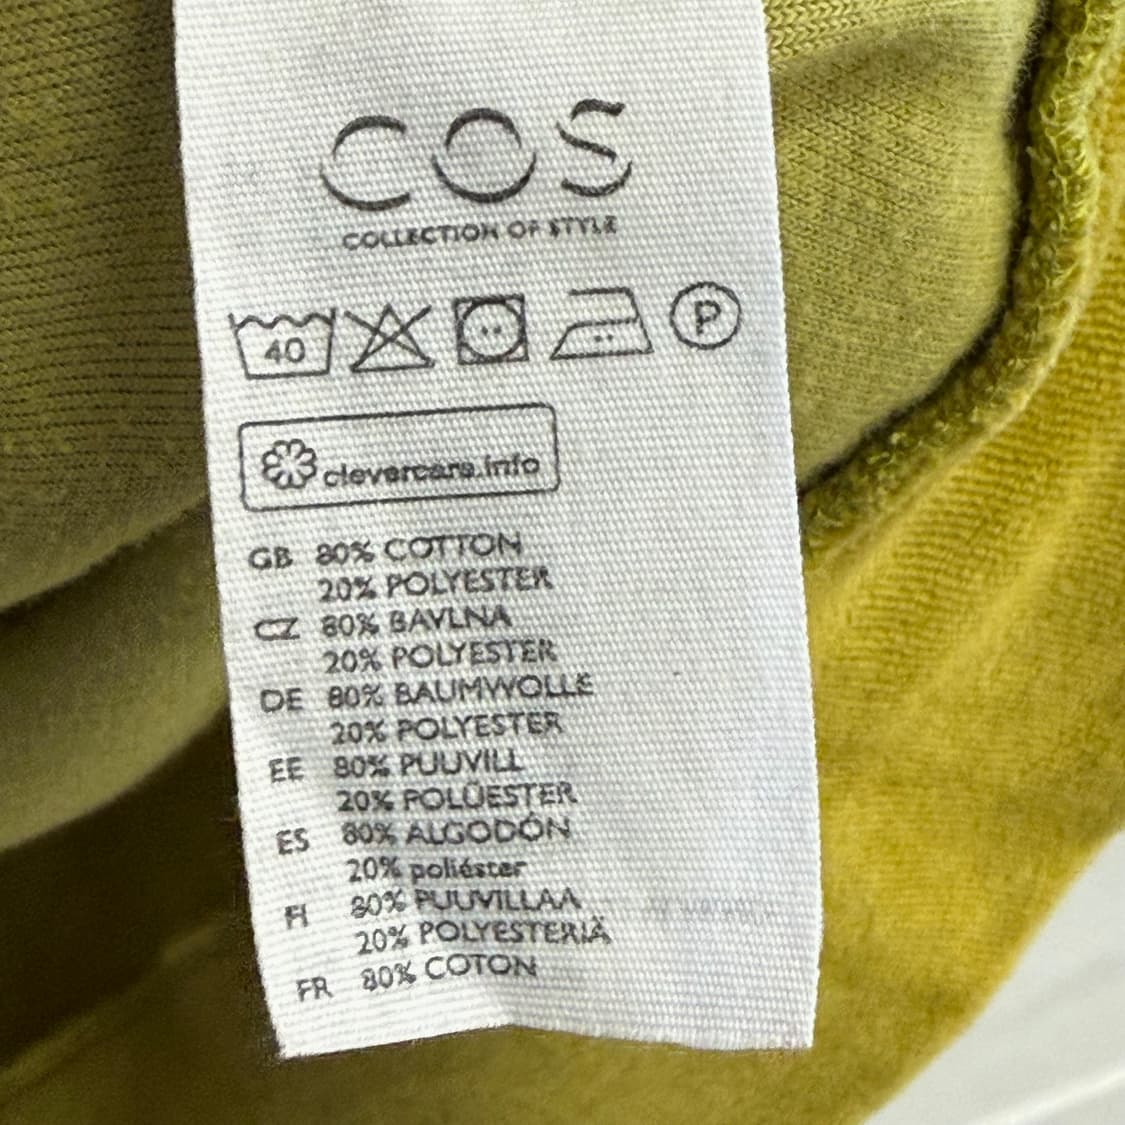 COS
COLLECTION OF STYLE
40 P
clevercare.info
GB 80% COTTON
20% POLYESTER
CZ 80% BAVLNA
20% POLYESTER
DE 80% BAUMWOLLE
20% POLYESTER
EE 80% PUUVILL
20% POLÜESTER
ES 80% ALGODÓN
20% poliéster
FI 80% PUUVILLAA
20% POLYESTERIÄ
FR 80% COTON